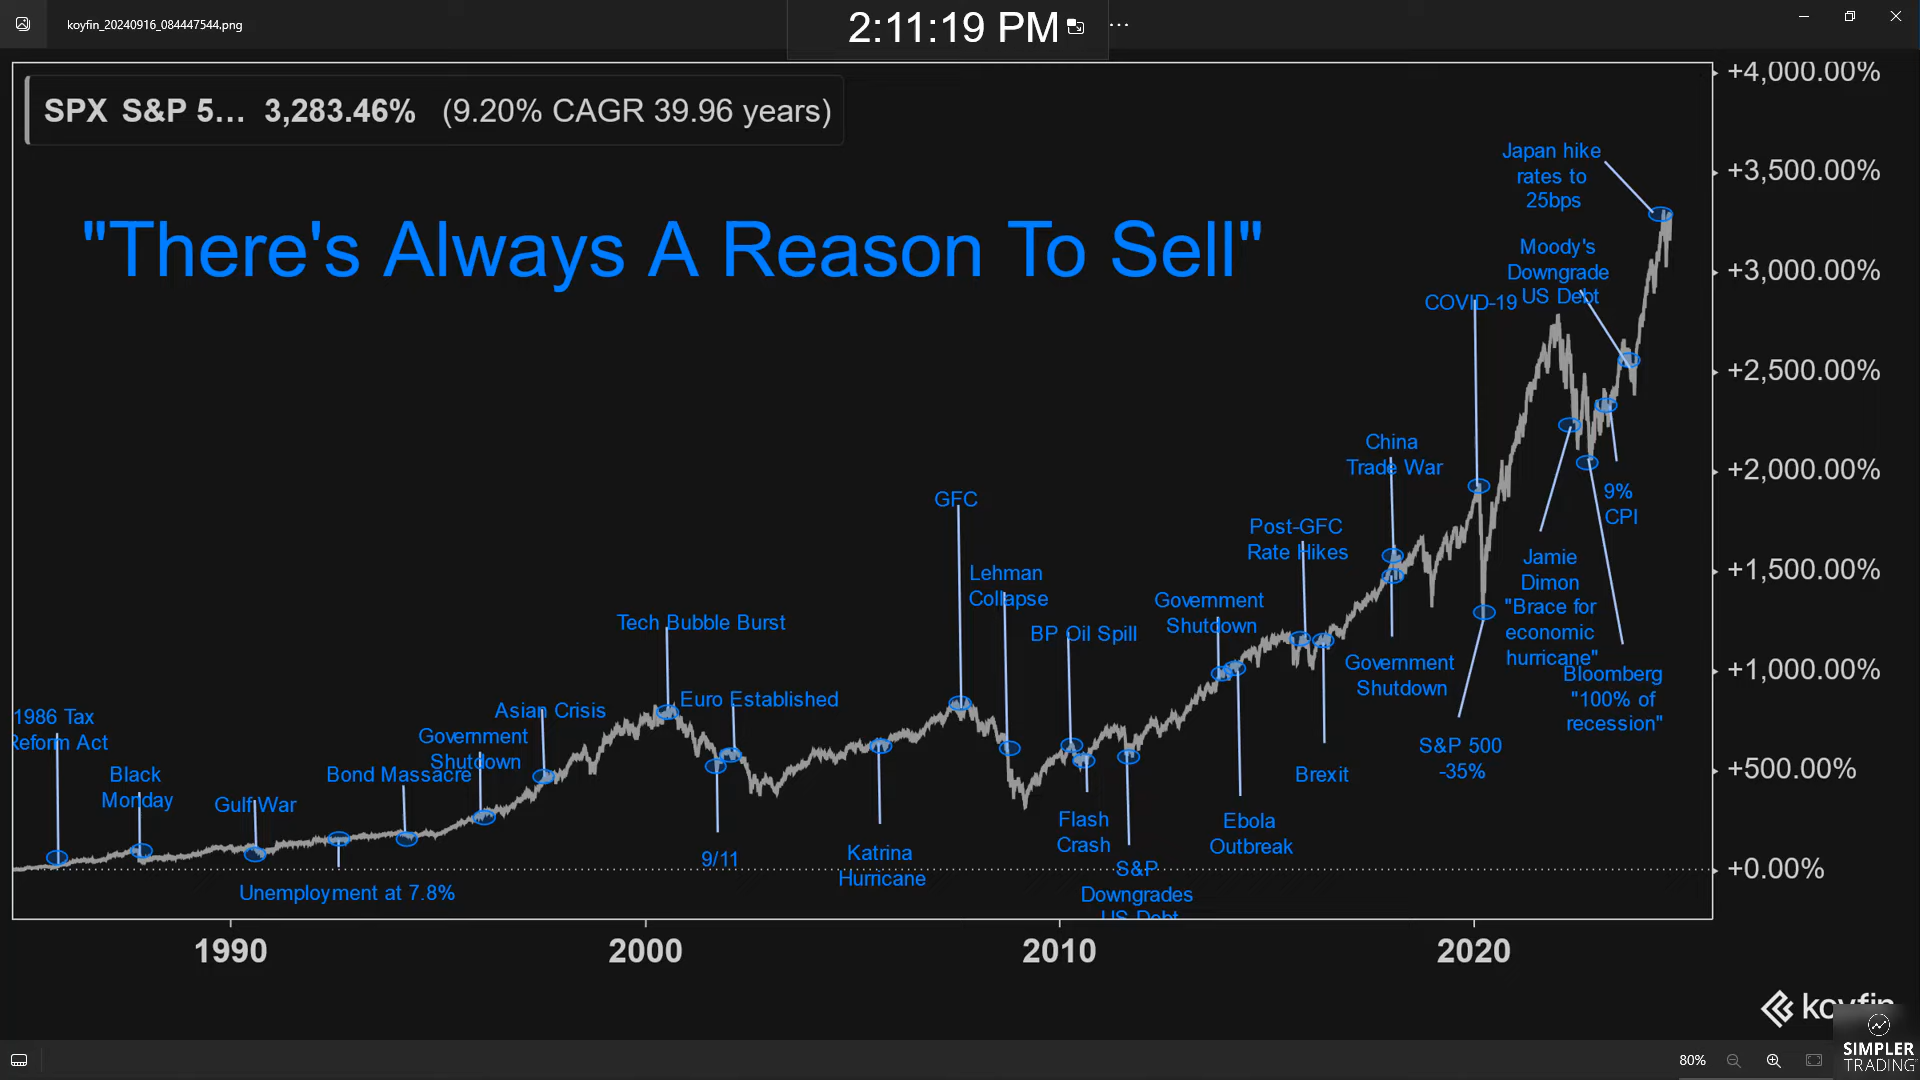 koyfin_20240916_084447544.png
2:11:19 PM
SPX S&P 5... 3,283.46% (9.20% CAGR 39.96 years)
"There's Always A Reason To Sell"
+4,000.00%
+3,500.00%
+3,000.00%
+2,500.00%
+2,000.00%
+1,500.00%
+1,000.00%
+500.00%
+0.00%
1986 Tax
Reform Act
Black
Monday
Gulf War
Unemployment at 7.8%
Bond Massacre
Government
Shutdown
Asian Crisis
Tech Bubble Burst
Euro Established
9/11
Katrina
Hurricane
GFC
Lehman
Collapse
BP Oil Spill
Flash
Crash
S&P
Downgrades
US Debt
Government
Shutdown
Ebola
Outbreak
Post-GFC
Rate Hikes
Brexit
China
Trade War
Government
Shutdown
COVID-19
S&P 500
-35%
Jamie
Dimon
"Brace for
economic
hurricane"
Bloomberg
"100% of
recession"
9%
CPI
Moody's
Downgrade
US Debt
Japan hike
rates to
25bps
1990
2000
2010
2020
koyfin
80%
SIMPLER
TRADING